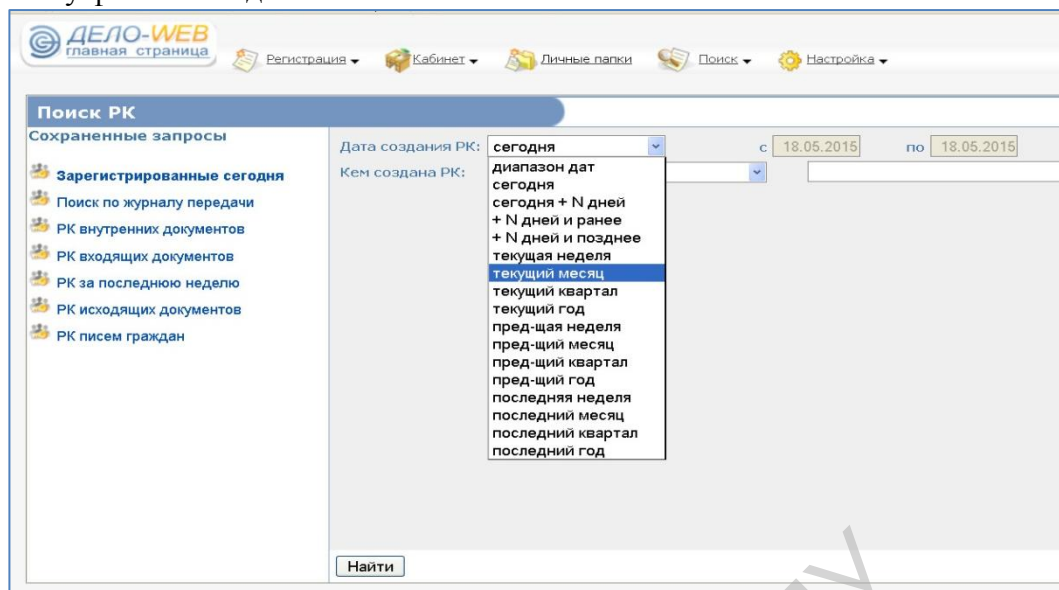 ДЕЛО-WEB
главная страница
Регистрация
Кабинет
Личные папки
Поиск
Настройка
Поиск РК
Сохраненные запросы
Зарегистрированные сегодня
Поиск по журналу передачи
РК внутренних документов
РК входящих документов
РК за последнюю неделю
РК исходящих документов
РК писем граждан
Дата создания РК: сегодня с 18.05.2015 по 18.05.2015
Кем создана РК:
диапазон дат
сегодня
сегодня + N дней
+ N дней и ранее
+ N дней и позднее
текущая неделя
текущий месяц
текущий квартал
текущий год
пред-щая неделя
пред-щий месяц
пред-щий квартал
пред-щий год
последняя неделя
последний месяц
последний квартал
последний год
Найти